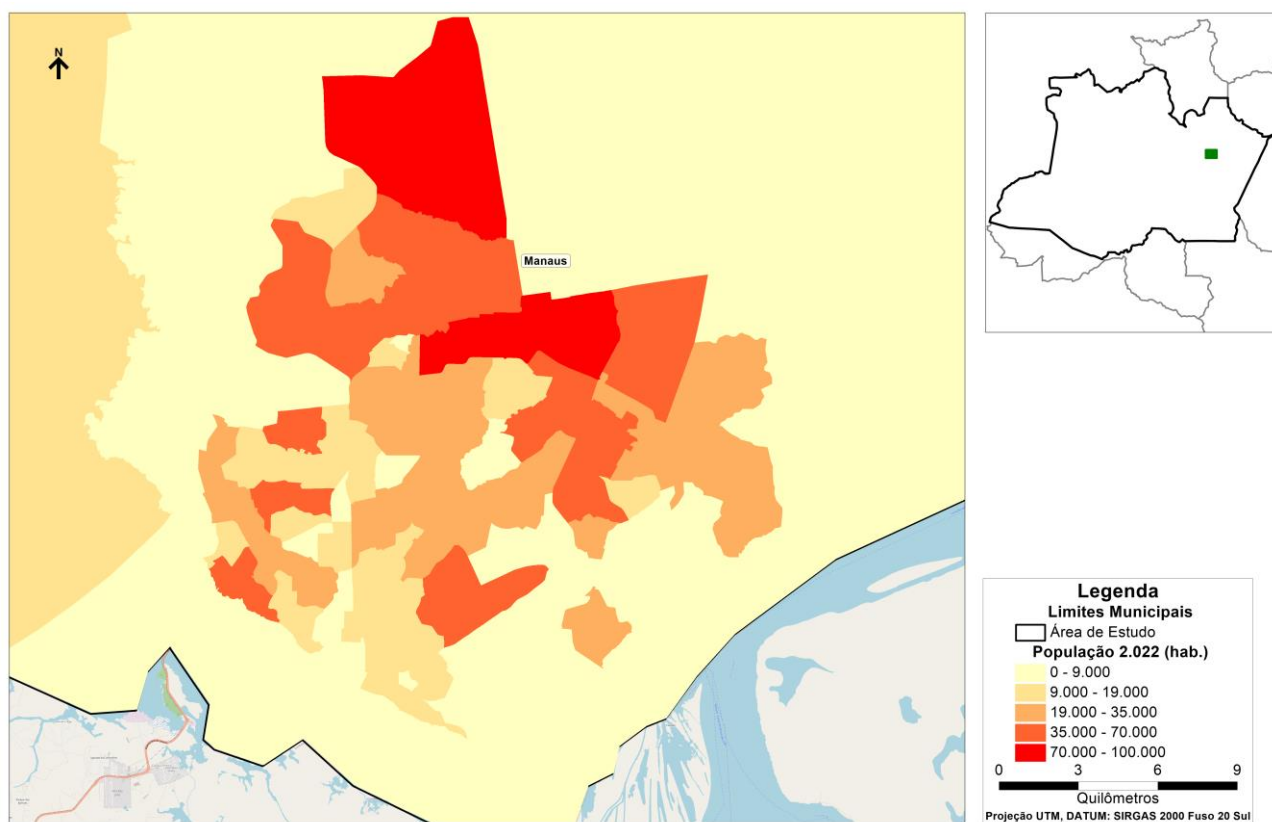 N
Manaus
Legenda
Limites Municipais
Área de Estudo
População 2.022 (hab.)
0 - 9.000
9.000 - 19.000
19.000 - 35.000
35.000 - 70.000
70.000 - 100.000
0 3 6 9
Quilômetros
Projeção UTM, DATUM: SIRGAS 2000 Fuso 20 Sul